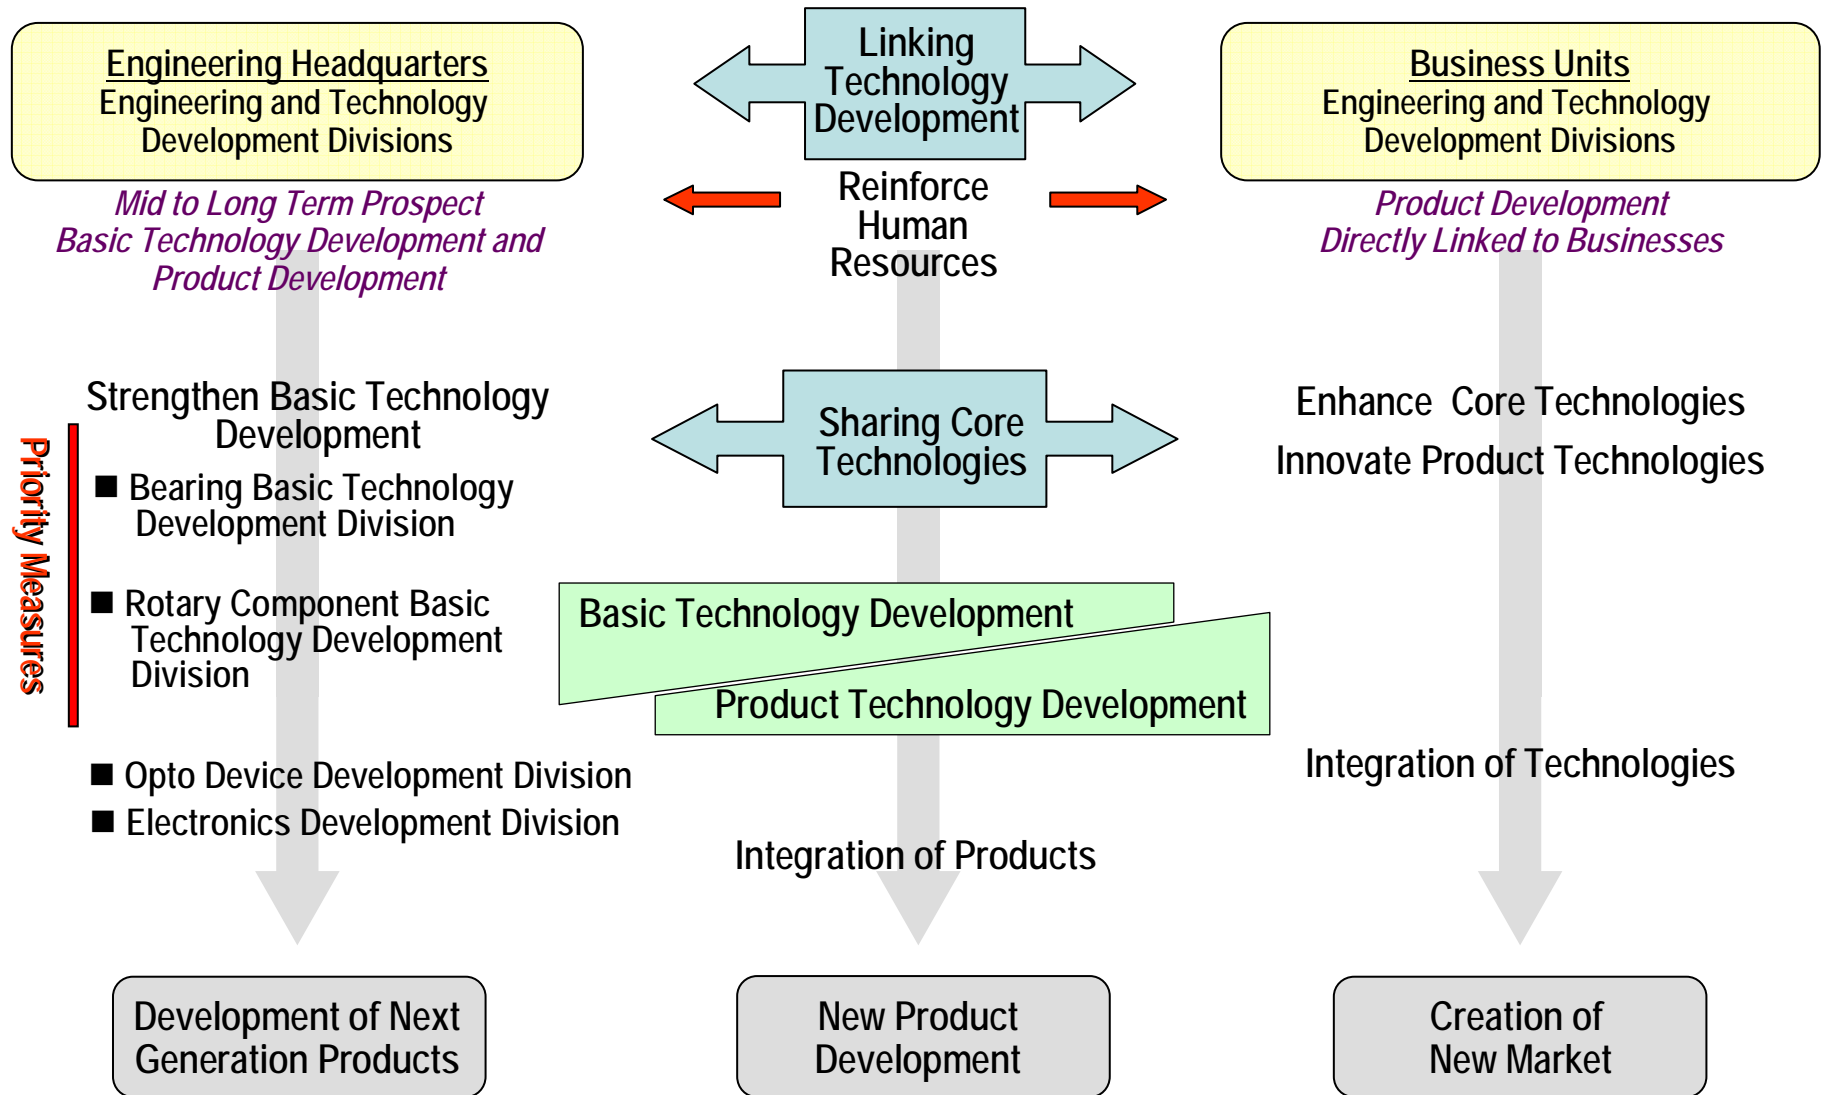 Engineering Headquarters
Engineering and Technology
Development Divisions
Linking
Technology
Development
Business Units
Engineering and Technology
Development Divisions
Mid to Long Term Prospect
Basic Technology Development and
Product Development
Reinforce
Human
Resources
Product Development
Directly Linked to Businesses
Strengthen Basic Technology
Development
Sharing Core
Technologies
Enhance Core Technologies
Innovate Product Technologies
Priority Measures
■ Bearing Basic Technology
Development Division
■ Rotary Component Basic
Technology Development
Division
■ Opto Device Development Division
■ Electronics Development Division
Basic Technology Development
Product Technology Development
Integration of Products
Integration of Technologies
Development of Next
Generation Products
New Product
Development
Creation of
New Market